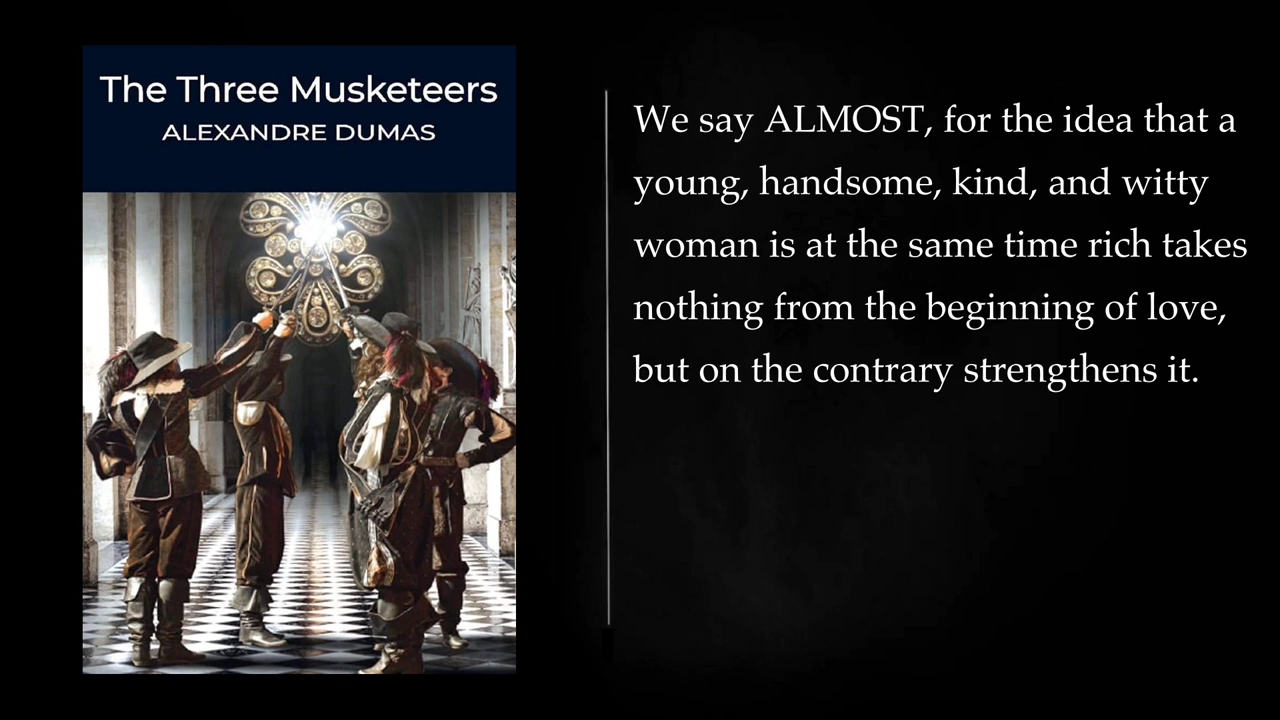 The Three Musketeers
ALEXANDRE DUMAS
We say ALMOST, for the idea that a
young, handsome, kind, and witty
woman is at the same time rich takes
nothing from the beginning of love,
but on the contrary strengthens it.